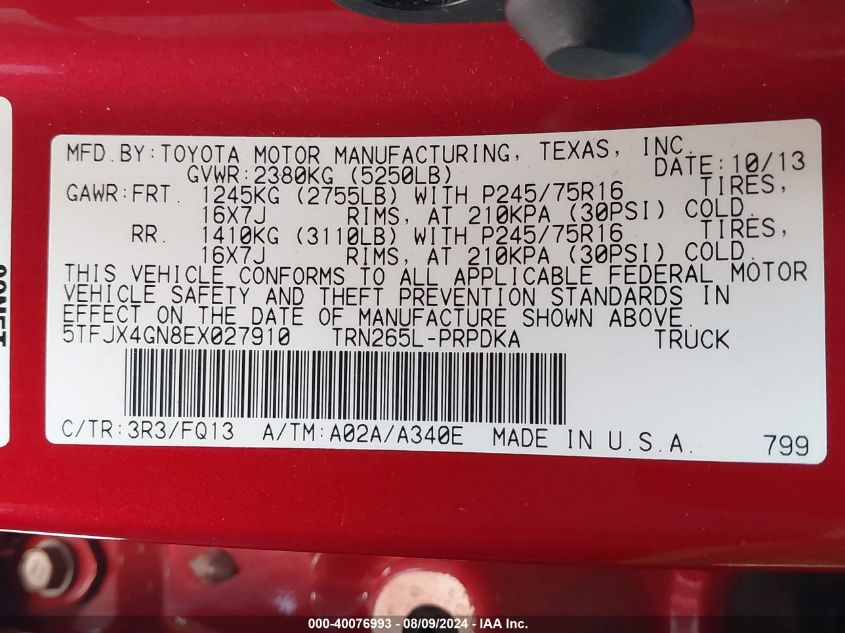 MFD.BY:TOYOTA MOTOR MANUFACTURING, TEXAS, INC.
GVWR:2380KG (5250LB) DATE:10/13
GAWR:FRT. 1245KG (2755LB) WITH P245/75R16 TIRES,
16X7J RIMS, AT 210KPA (30PSI) COLD.
RR. 1410KG (3110LB) WITH P245/75R16 TIRES,
16X7J RIMS, AT 210KPA (30PSI) COLD.
THIS VEHICLE CONFORMS TO ALL APPLICABLE FEDERAL MOTOR
VEHICLE SAFETY AND THEFT PREVENTION STANDARDS IN
EFFECT ON THE DATE OF MANUFACTURE SHOWN ABOVE.
5TFJX4GN8EX027910 TRN265L-PRPDKA TRUCK
C/TR:3R3/FQ13 A/TM:A02A/A340E MADE IN U.S.A.
799
000-40076993 - 08/09/2024 - IAA Inc.